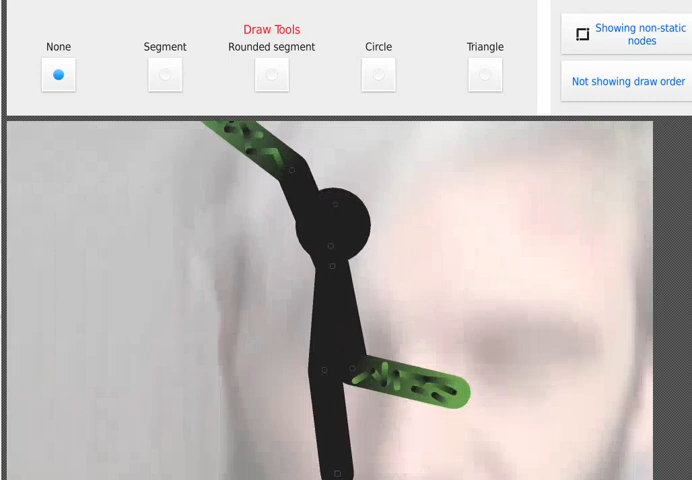 Draw Tools
None
Segment
Rounded segment
Circle
Triangle
Showing non-static
nodes
Not showing draw order